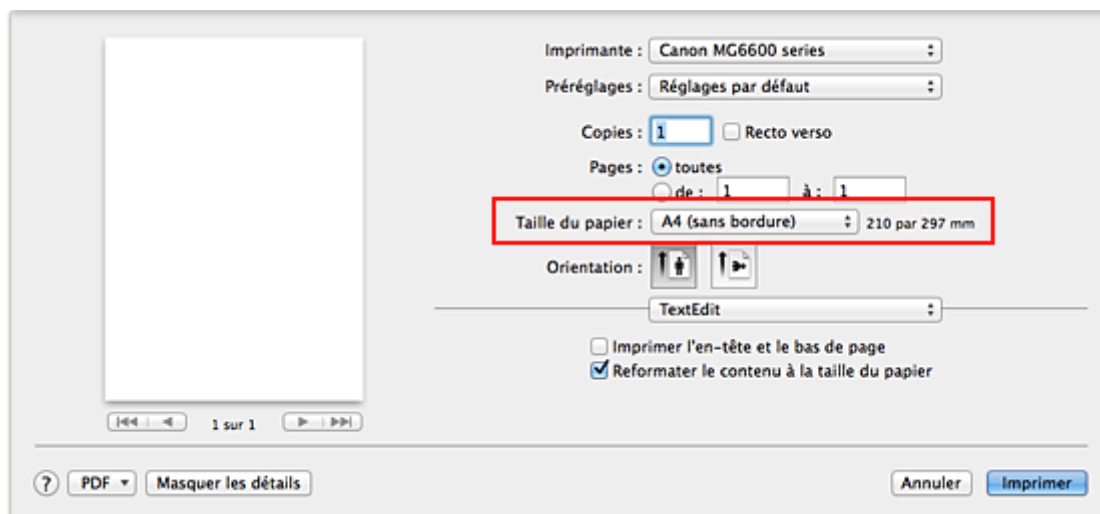 Imprimante : Canon MG6600 series
Préréglages : Réglages par défaut
Copies : 1 Recto verso
Pages : toutes
de : 1 à : 1
Taille du papier : A4 (sans bordure) 210 par 297 mm
Orientation :
TextEdit
Imprimer l'en-tête et le bas de page
Reformater le contenu à la taille du papier
1 sur 1
? PDF Masquer les détails Annuler Imprimer